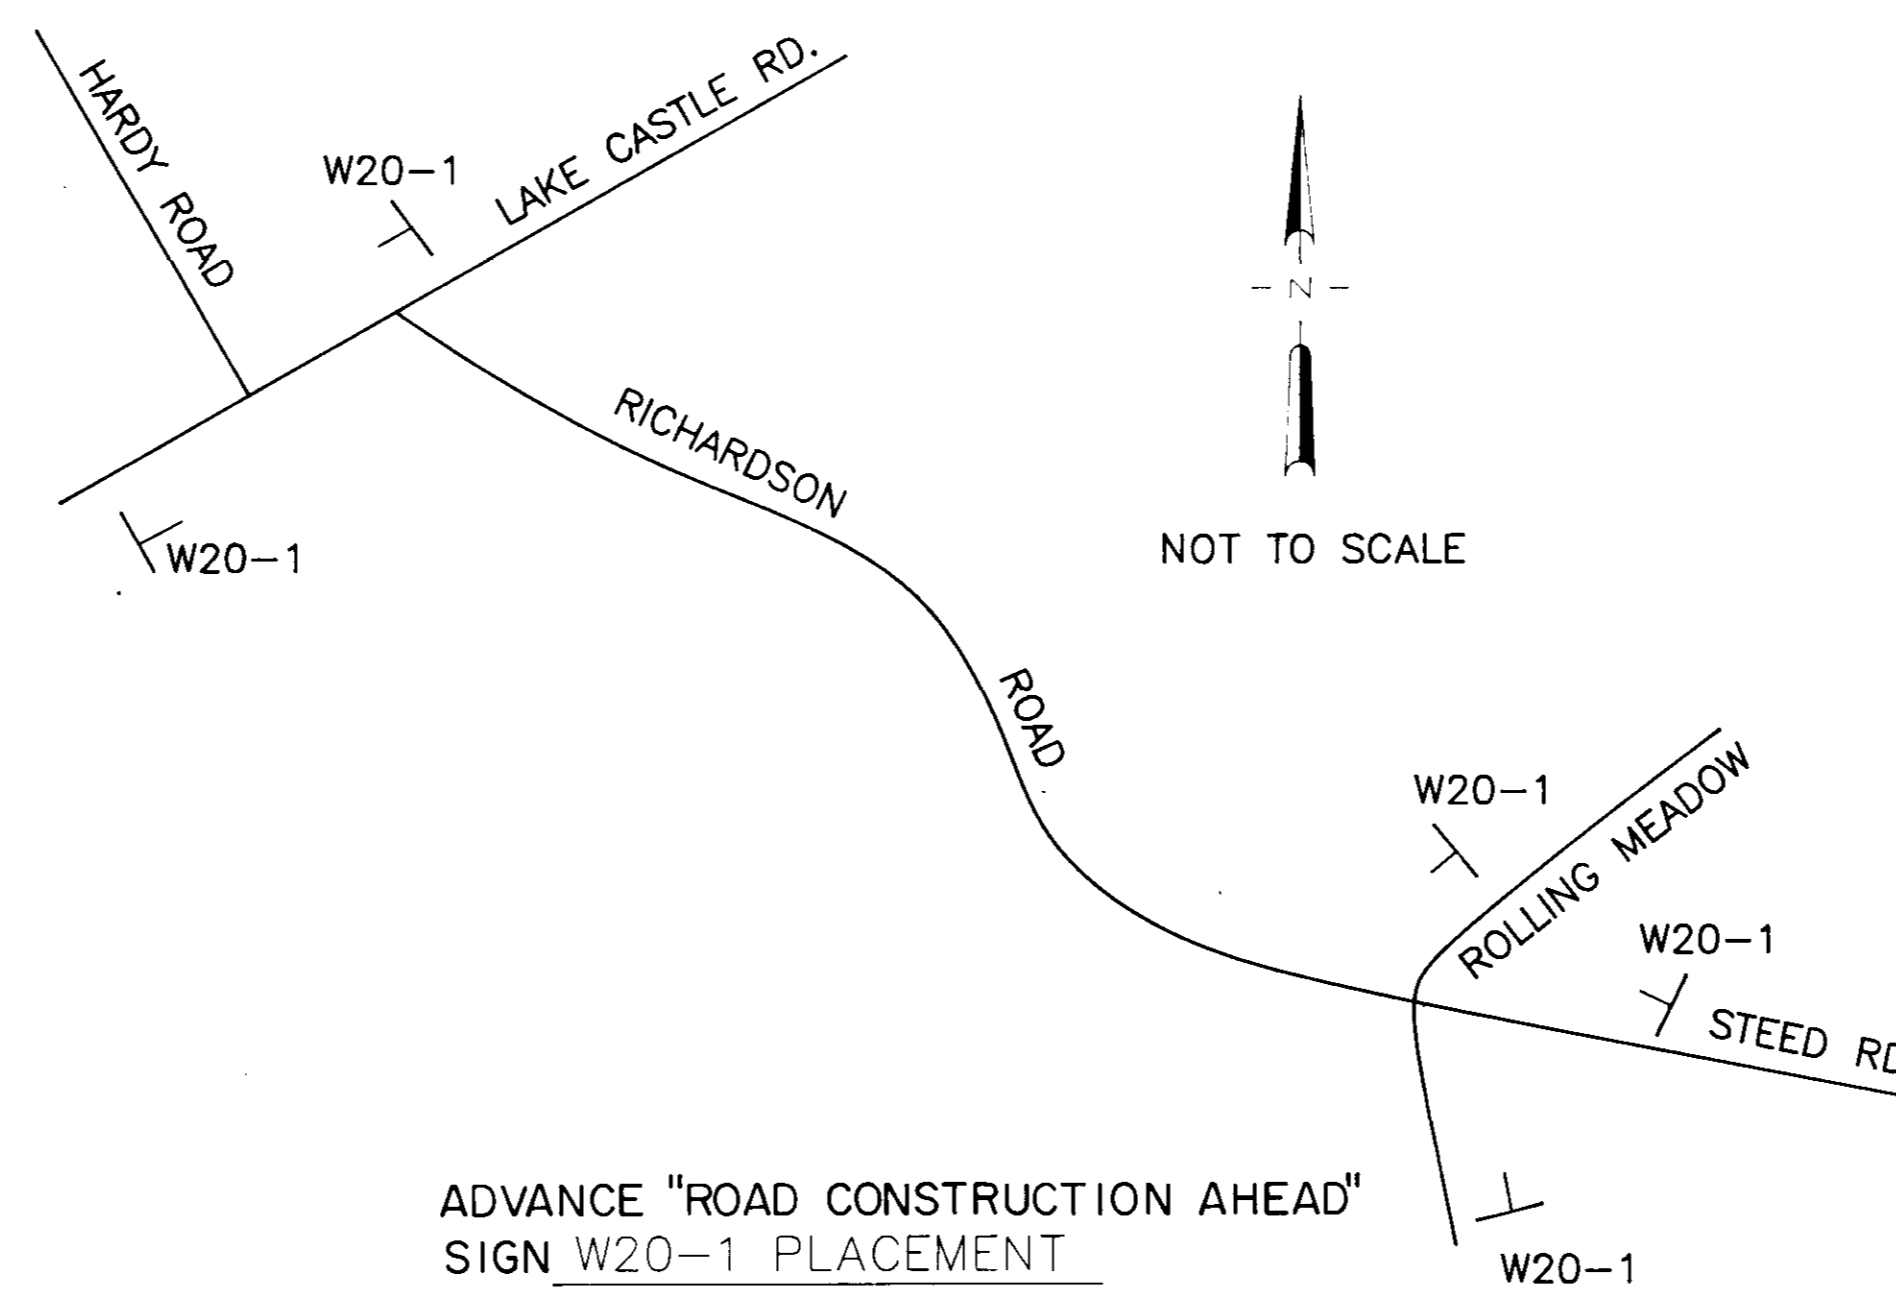 HARDY ROAD
W20-1
LAKE CASTLE RD.
- N -
W20-1
RICHARDSON
ROAD
NOT TO SCALE
W20-1
ROLLING MEADOW
W20-1
STEED RD
W20-1
ADVANCE "ROAD CONSTRUCTION AHEAD"
SIGN W20-1 PLACEMENT